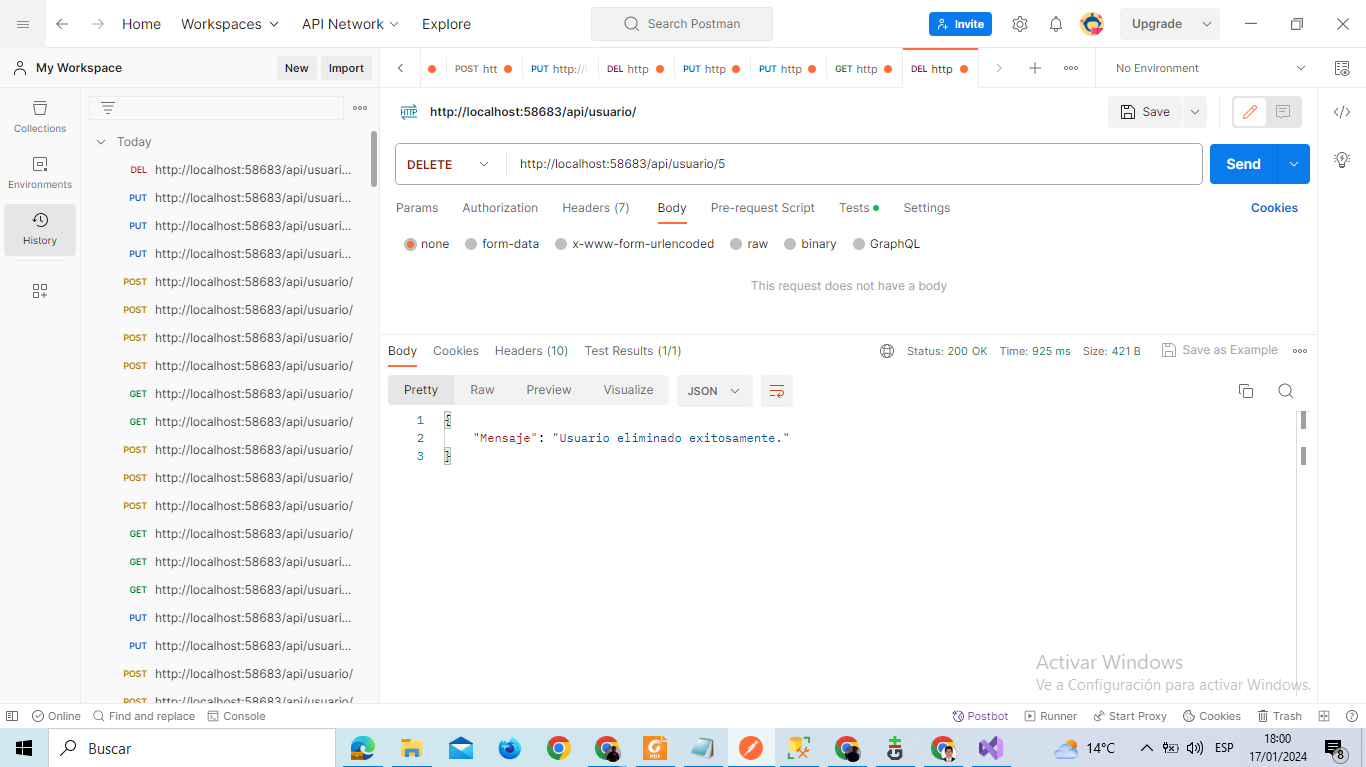 Home Workspaces API Network Explore Search Postman Invite Upgrade
My Workspace New Import POST htt PUT http:// DEL http PUT http PUT http GET http DEL http No Environment
Collections
Environments
History
Today
DEL http://localhost:58683/api/usuari...
PUT http://localhost:58683/api/usuari...
PUT http://localhost:58683/api/usuari...
PUT http://localhost:58683/api/usuari...
POST http://localhost:58683/api/usuario/
POST http://localhost:58683/api/usuario/
POST http://localhost:58683/api/usuario/
POST http://localhost:58683/api/usuario/
GET http://localhost:58683/api/usuario/
GET http://localhost:58683/api/usuario/
POST http://localhost:58683/api/usuario/
POST http://localhost:58683/api/usuario/
POST http://localhost:58683/api/usuario/
GET http://localhost:58683/api/usuario/
GET http://localhost:58683/api/usuari...
GET http://localhost:58683/api/usuari...
PUT http://localhost:58683/api/usuari...
PUT http://localhost:58683/api/usuari...
POST http://localhost:58683/api/usuario/
POST http://localhost:58683/api/usuario/
HTTP http://localhost:58683/api/usuario/ Save
DELETE http://localhost:58683/api/usuario/5 Send
Params Authorization Headers (7) Body Pre-request Script Tests Settings Cookies
none form-data x-www-form-urlencoded raw binary GraphQL
This request does not have a body
Body Cookies Headers (10) Test Results (1/1) Status: 200 OK Time: 925 ms Size: 421 B Save as Example
Pretty Raw Preview Visualize JSON
1 {
2 "Mensaje": "Usuario eliminado exitosamente."
3 }
Activar Windows
Ve a Configuración para activar Windows.
Online Find and replace Console Postbot Runner Start Proxy Cookies Trash
Buscar 14°C ESP 18:00
17/01/2024 8